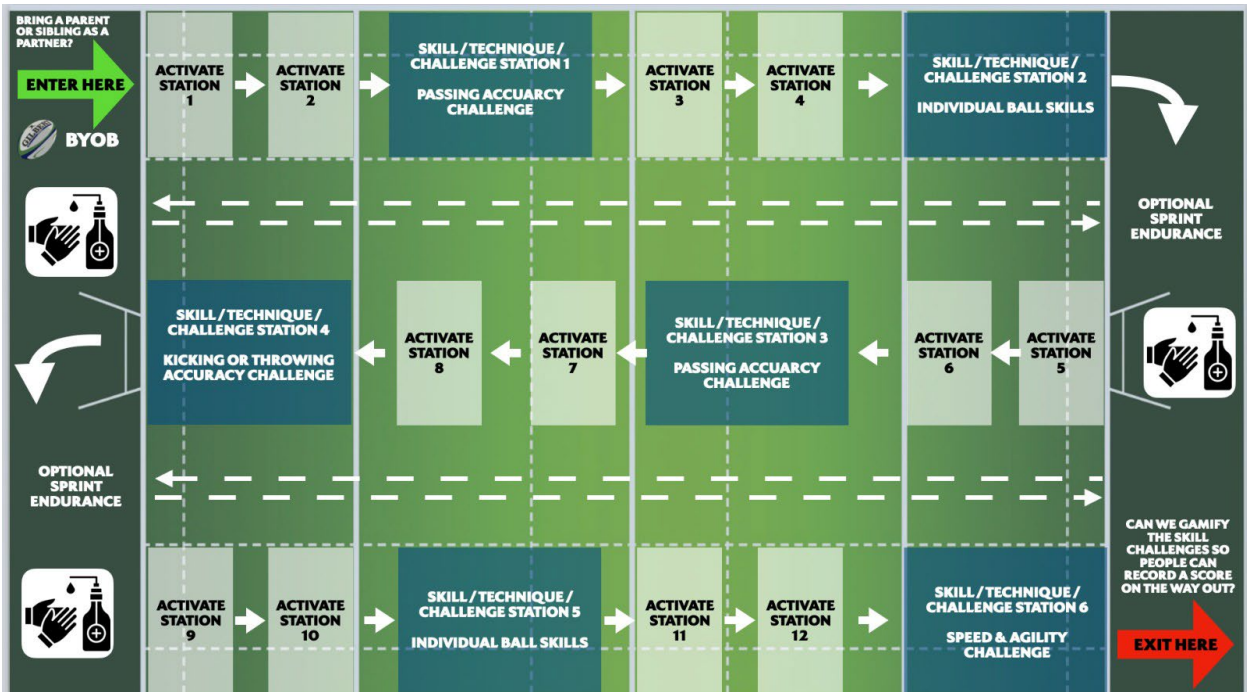 BRING A PARENT
OR SIBLING AS A
PARTNER?
ENTER HERE
BYOB
ACTIVATE
STATION
1
ACTIVATE
STATION
2
SKILL / TECHNIQUE /
CHALLENGE STATION 1
PASSING ACCUARCY
CHALLENGE
ACTIVATE
STATION
3
ACTIVATE
STATION
4
SKILL / TECHNIQUE /
CHALLENGE STATION 2
INDIVIDUAL BALL SKILLS
OPTIONAL
SPRINT
ENDURANCE
ACTIVATE
STATION
5
ACTIVATE
STATION
6
SKILL / TECHNIQUE /
CHALLENGE STATION 3
PASSING ACCUARCY
CHALLENGE
ACTIVATE
STATION
7
ACTIVATE
STATION
8
SKILL / TECHNIQUE /
CHALLENGE STATION 4
KICKING OR THROWING
ACCURACY CHALLENGE
OPTIONAL
SPRINT
ENDURANCE
ACTIVATE
STATION
9
ACTIVATE
STATION
10
SKILL / TECHNIQUE /
CHALLENGE STATION 5
INDIVIDUAL BALL SKILLS
ACTIVATE
STATION
11
ACTIVATE
STATION
12
SKILL / TECHNIQUE /
CHALLENGE STATION 6
SPEED & AGILITY
CHALLENGE
CAN WE GAMIFY
THE SKILL
CHALLENGES SO
PEOPLE CAN
RECORD A SCORE
ON THE WAY OUT?
EXIT HERE